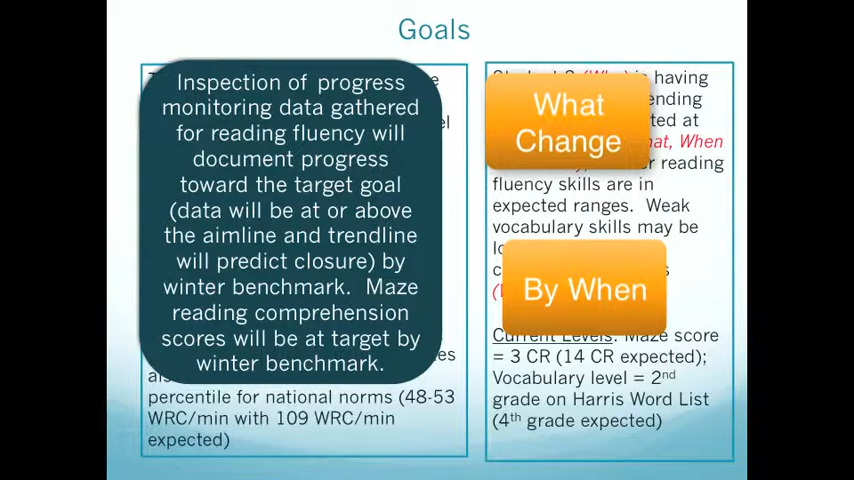 Goals
Inspection of progress
monitoring data gathered
for reading fluency will
document progress
toward the target goal
(data will be at or above
the aimline and trendline
will predict closure) by
winter benchmark.  Maze
reading comprehension
scores will be at target by
winter benchmark.
percentile for national norms (48-53
WRC/min with 109 WRC/min
expected)
What
Change
By When
is having
at
When
reading
fluency skills are in
expected ranges.  Weak
vocabulary skills may be
Current Levels: Maze score
= 3 CR (14 CR expected);
Vocabulary level = 2nd
grade on Harris Word List
(4th grade expected)